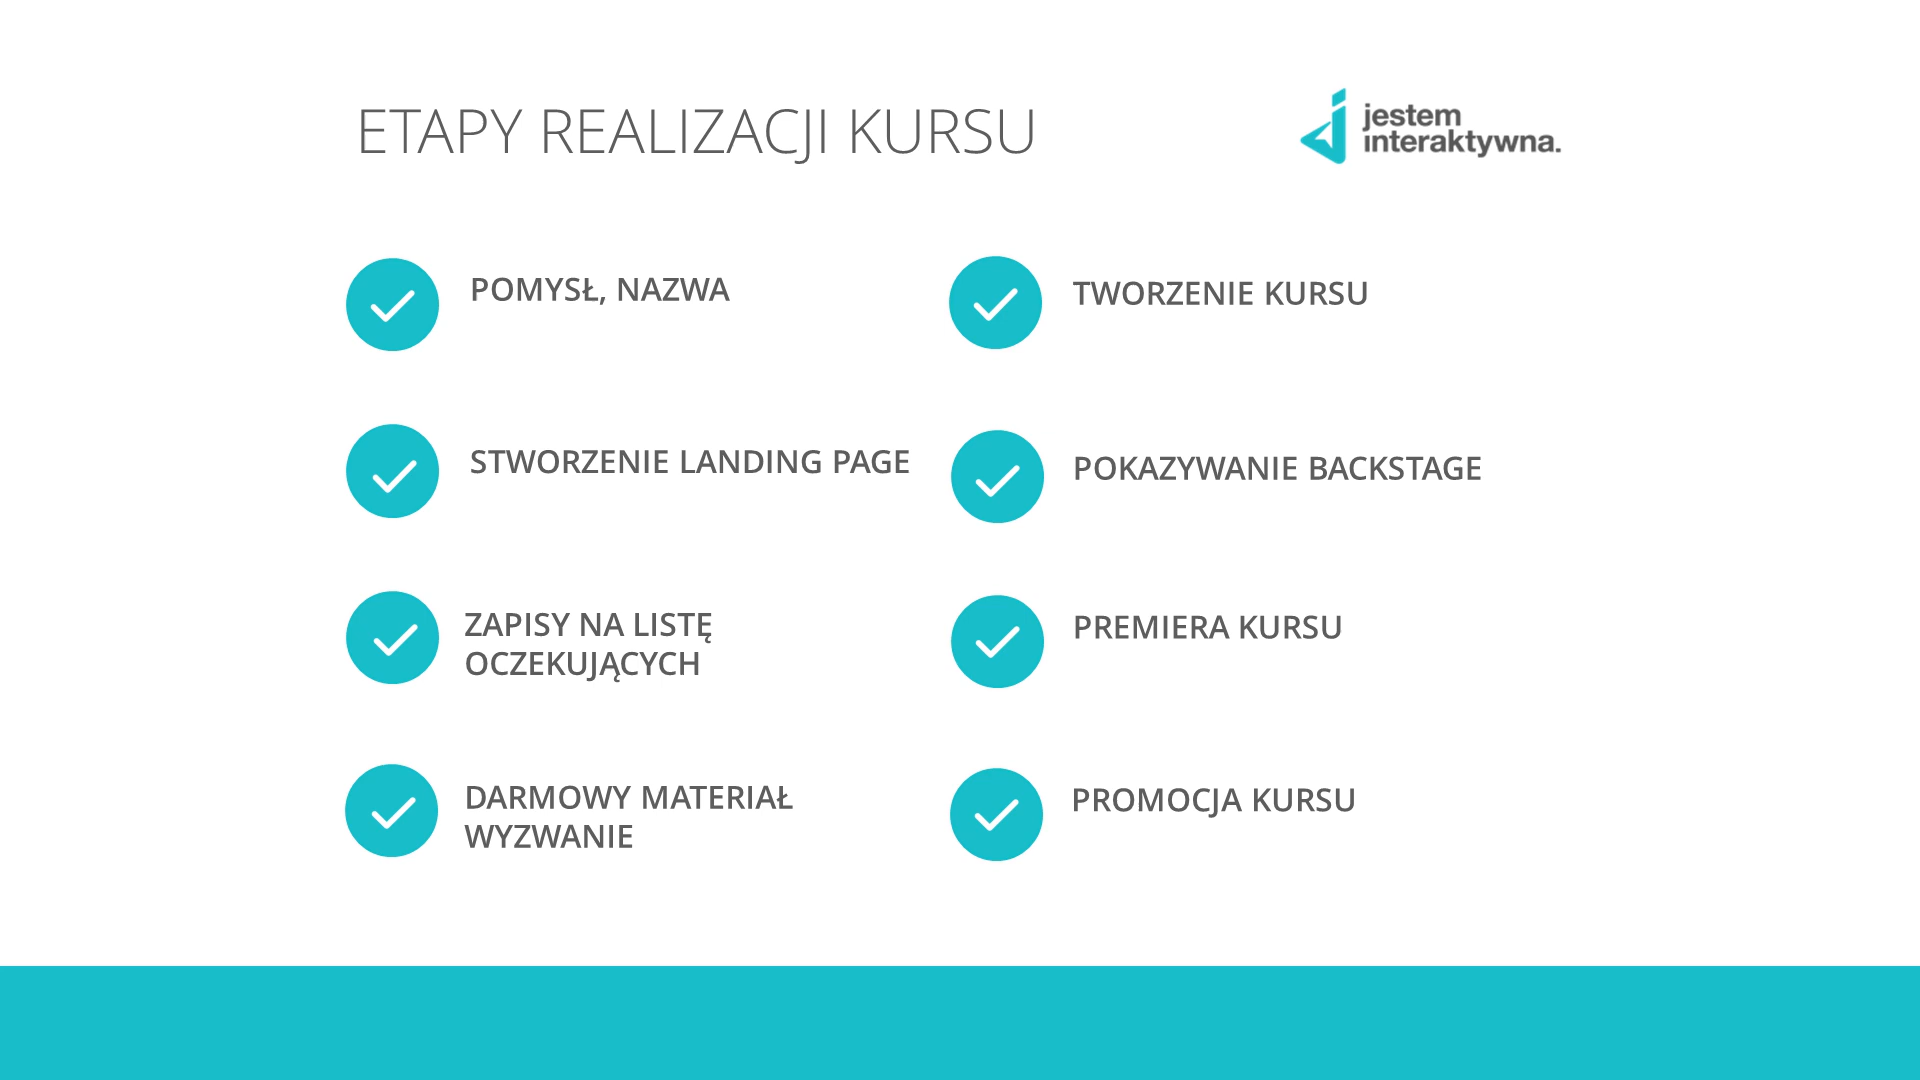 ETAPY REALIZACJI KURSU
jestem
interaktywna.
POMYSŁ, NAZWA
STWORZENIE LANDING PAGE
ZAPISY NA LISTĘ
OCZEKUJĄCYCH
DARMOWY MATERIAŁ
WYZWANIE
TWORZENIE KURSU
POKAZYWANIE BACKSTAGE
PREMIERA KURSU
PROMOCJA KURSU